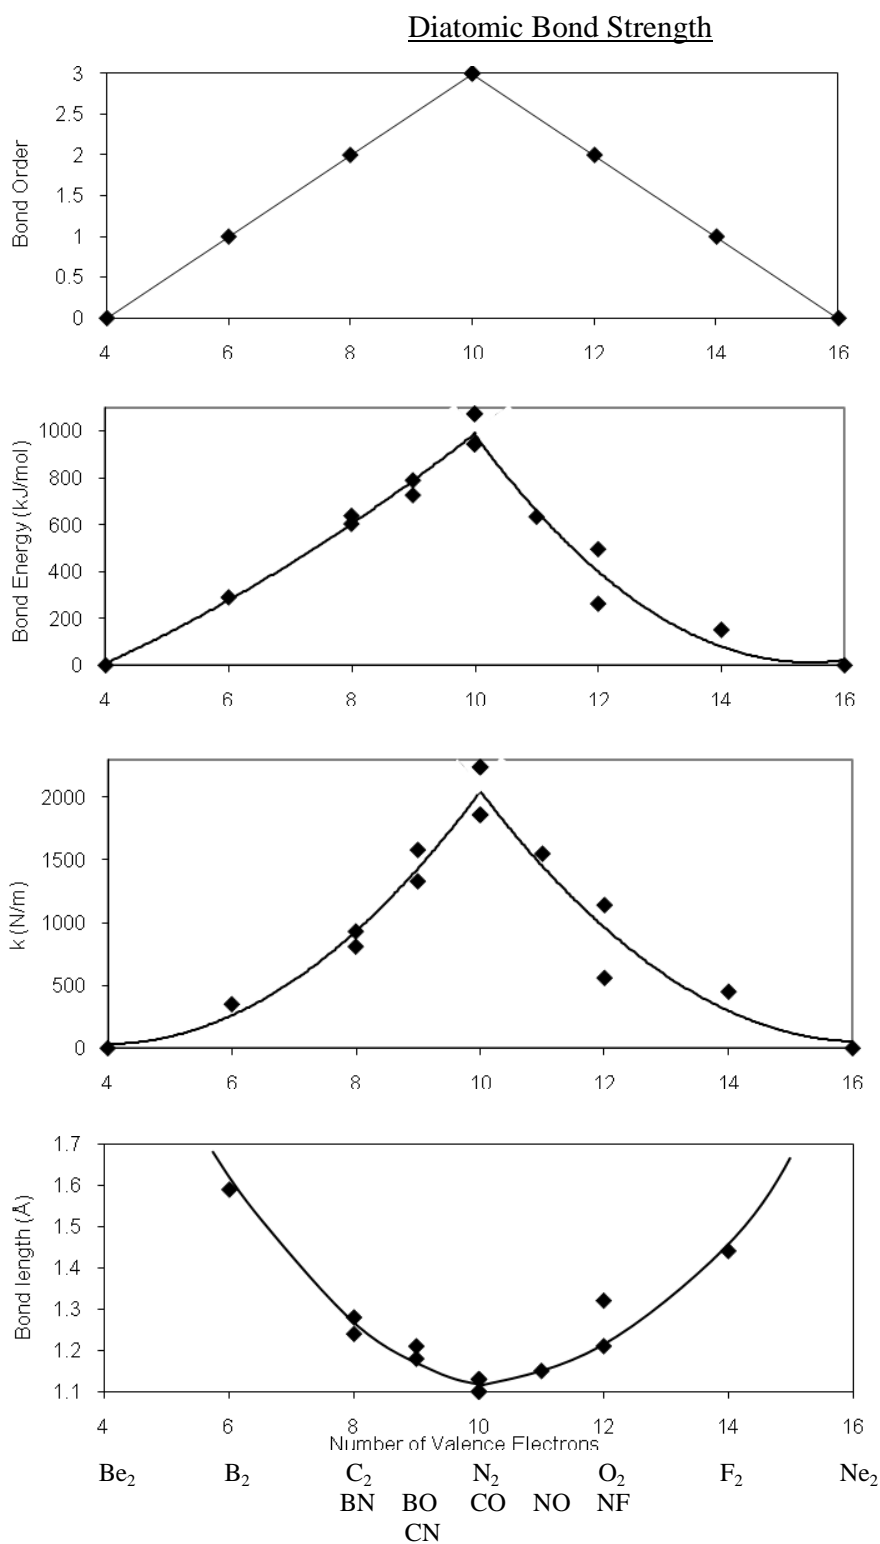 Diatomic Bond Strength
3
2.5
2
1.5
1
0.5
0
Bond Order
4 6 8 10 12 14 16
1000
800
600
400
200
0
Bond Energy (kJ/mol)
4 6 8 10 12 14 16
2000
1500
1000
500
0
k (N/m)
4 6 8 10 12 14 16
1.7
1.6
1.5
1.4
1.3
1.2
1.1
Bond length (Å)
4 6 8 10 12 14 16
Number of Valence Electrons
Be₂ B₂ C₂ N₂ O₂ F₂ Ne₂
BN BO CO NO NF
CN